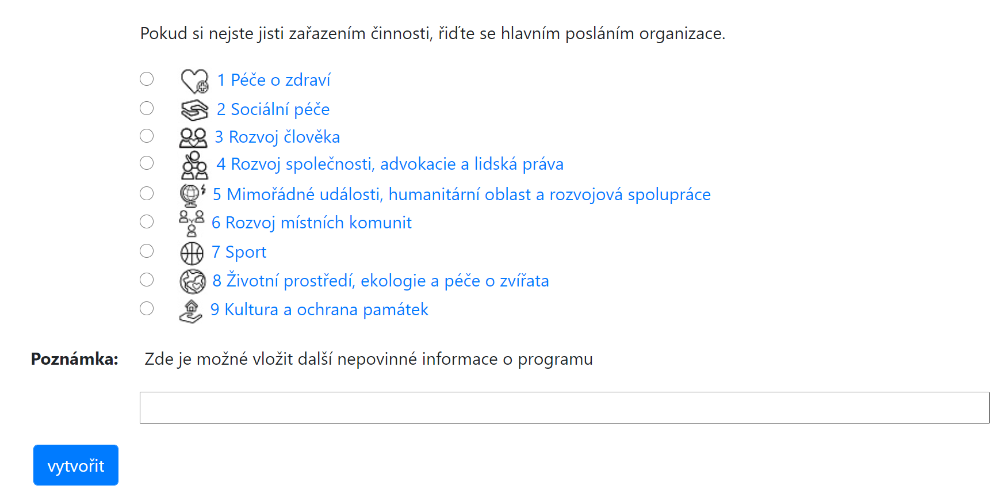 Pokud si nejste jisti zařazením činnosti, řiďte se hlavním posláním organizace.
1 Péče o zdraví
2 Sociální péče
3 Rozvoj člověka
4 Rozvoj společnosti, advokacie a lidská práva
5 Mimořádné události, humanitární oblast a rozvojová spolupráce
6 Rozvoj místních komunit
7 Sport
8 Životní prostředí, ekologie a péče o zvířata
9 Kultura a ochrana památek
Poznámka: Zde je možné vložit další nepovinné informace o programu
vytvořit